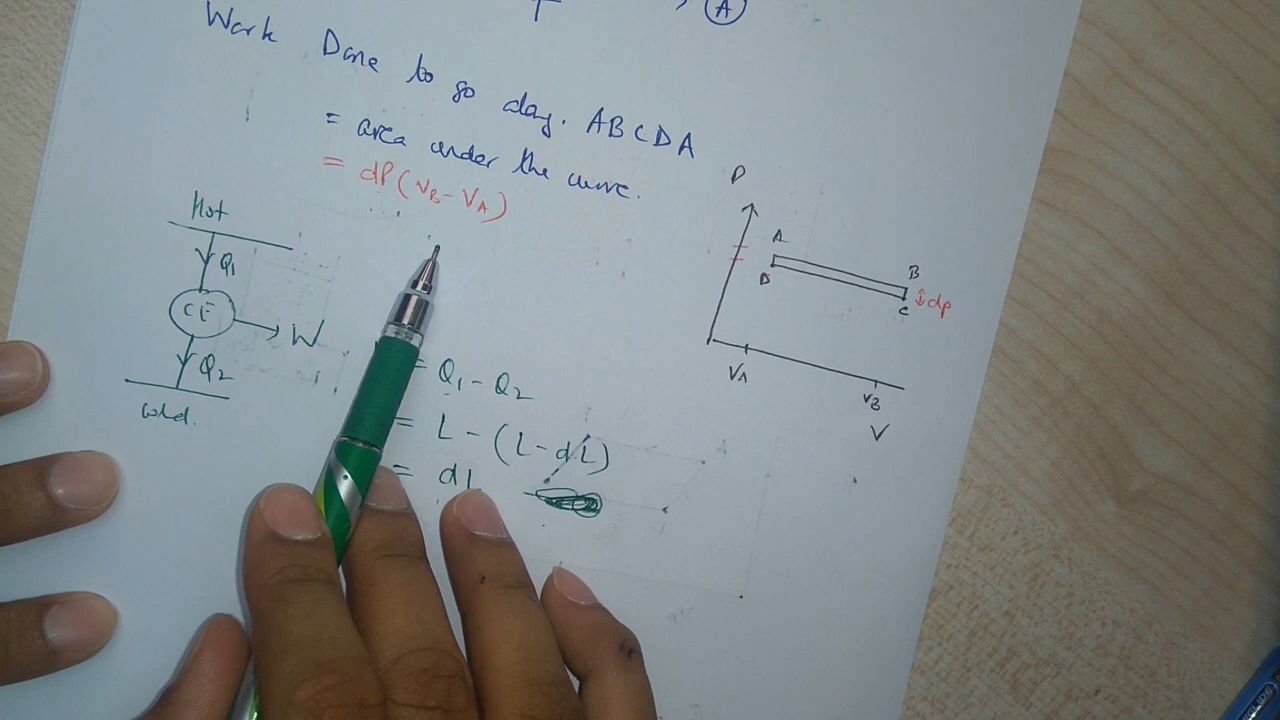 A
Work Done to go along. ABCDA
= area under the curve.
= dP(VB - VA)
Hot
Q1
CE
W
Q2
Cold.
= Q1 - Q2
= L - (L - dL)
= dL
P
A
B
D
C
dp
VA
VB
V